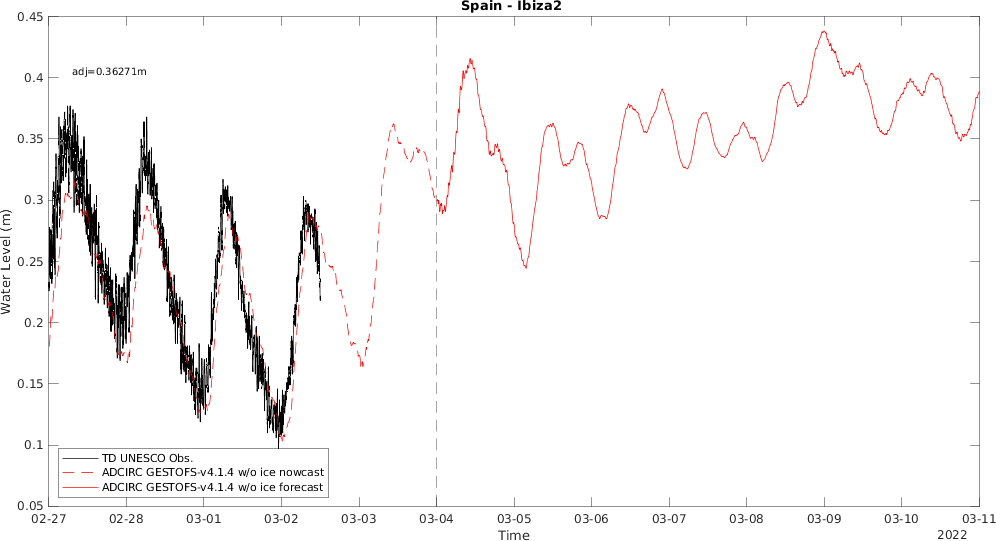 Spain - Ibiza2
0.45
0.4
0.35
0.3
0.25
0.2
0.15
0.1
0.05
Water Level (m)
adj=0.36271m
TD UNESCO Obs.
ADCIRC GESTOFS-v4.1.4 w/o ice nowcast
ADCIRC GESTOFS-v4.1.4 w/o ice forecast
02-27 02-28 03-01 03-02 03-03 03-04 03-05 03-06 03-07 03-08 03-09 03-10 03-11
Time
2022